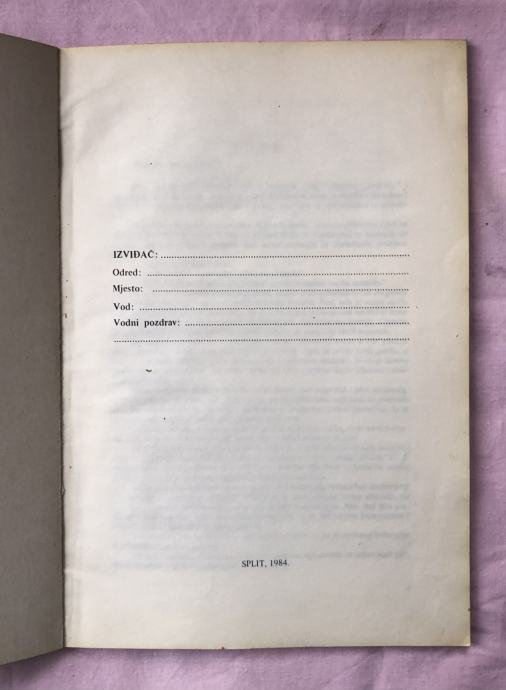 IZVIĐAČ: ........................................................................
Odred: ........................................................................
Mjesto: ........................................................................
Vod: ........................................................................
Vodni pozdrav: ............................................................
................................................................................
SPLIT, 1984.